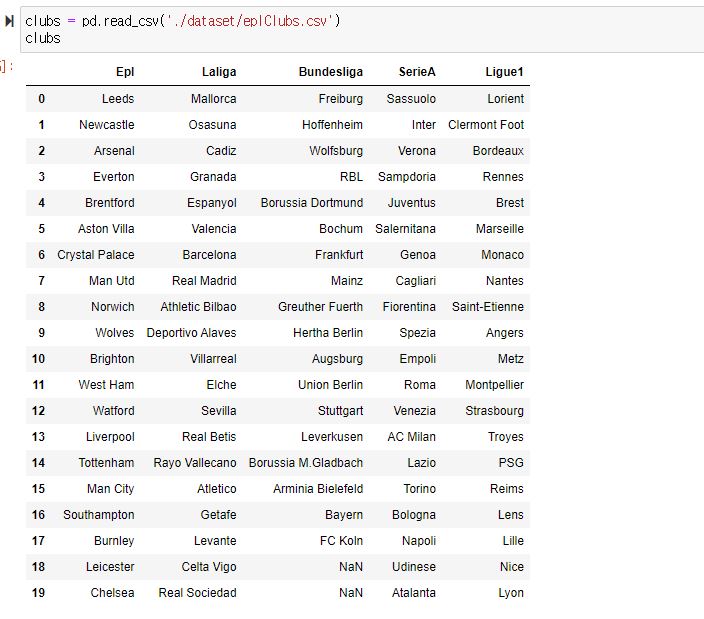 clubs = pd.read_csv('./dataset/eplClubs.csv')
clubs
]:
Epl Laliga Bundesliga SerieA Ligue1
0 Leeds Mallorca Freiburg Sassuolo Lorient
1 Newcastle Osasuna Hoffenheim Inter Clermont Foot
2 Arsenal Cadiz Wolfsburg Verona Bordeaux
3 Everton Granada RBL Sampdoria Rennes
4 Brentford Espanyol Borussia Dortmund Juventus Brest
5 Aston Villa Valencia Bochum Salernitana Marseille
6 Crystal Palace Barcelona Frankfurt Genoa Monaco
7 Man Utd Real Madrid Mainz Cagliari Nantes
8 Norwich Athletic Bilbao Greuther Fuerth Fiorentina Saint-Etienne
9 Wolves Deportivo Alaves Hertha Berlin Spezia Angers
10 Brighton Villarreal Augsburg Empoli Metz
11 West Ham Elche Union Berlin Roma Montpellier
12 Watford Sevilla Stuttgart Venezia Strasbourg
13 Liverpool Real Betis Leverkusen AC Milan Troyes
14 Tottenham Rayo Vallecano Borussia M.Gladbach Lazio PSG
15 Man City Atletico Arminia Bielefeld Torino Reims
16 Southampton Getafe Bayern Bologna Lens
17 Burnley Levante FC Koln Napoli Lille
18 Leicester Celta Vigo NaN Udinese Nice
19 Chelsea Real Sociedad NaN Atalanta Lyon